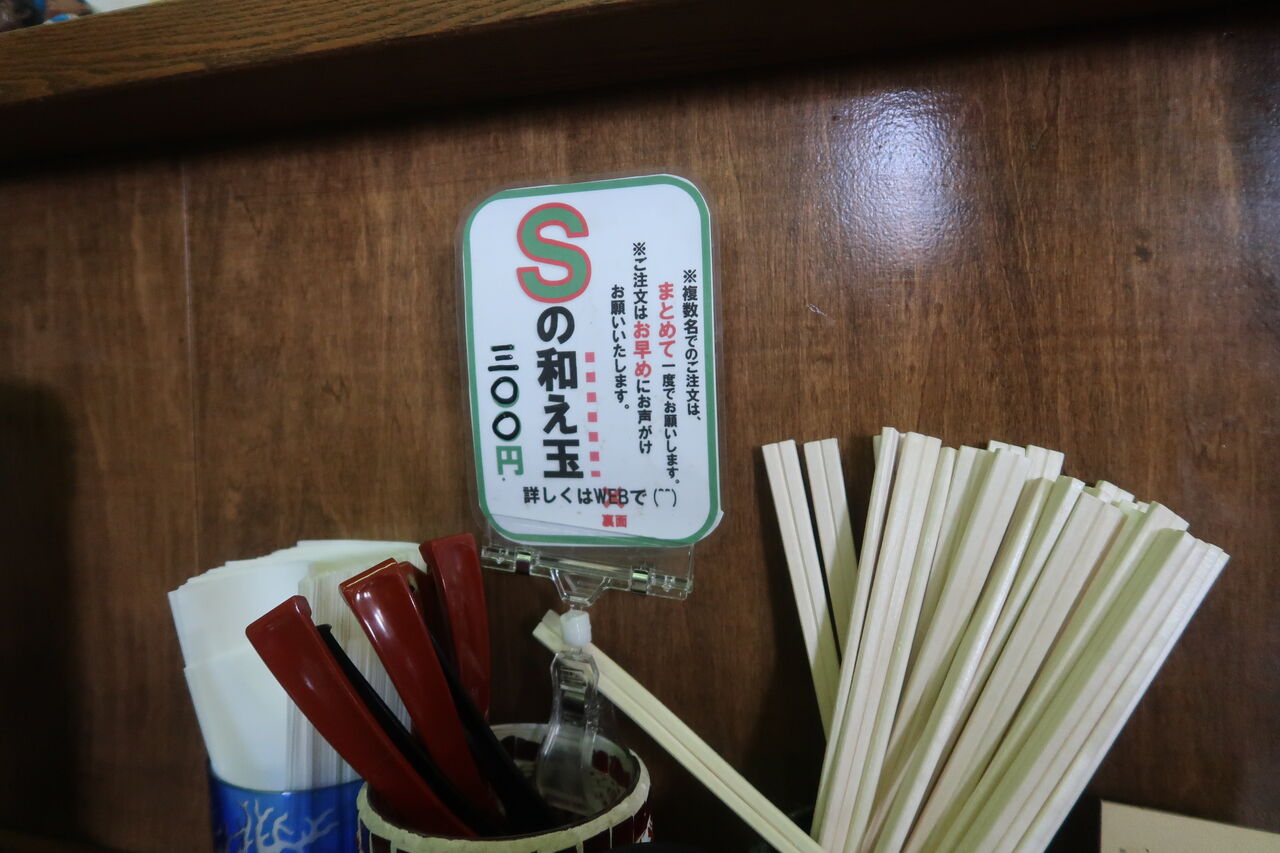 ※複数名でのご注文は、
まとめて一度でお願いします。
※ご注文はお早めにお声がけ
お願いいたします。
Sの和え玉
三〇〇円
詳しくはWEBで(^^)
裏面